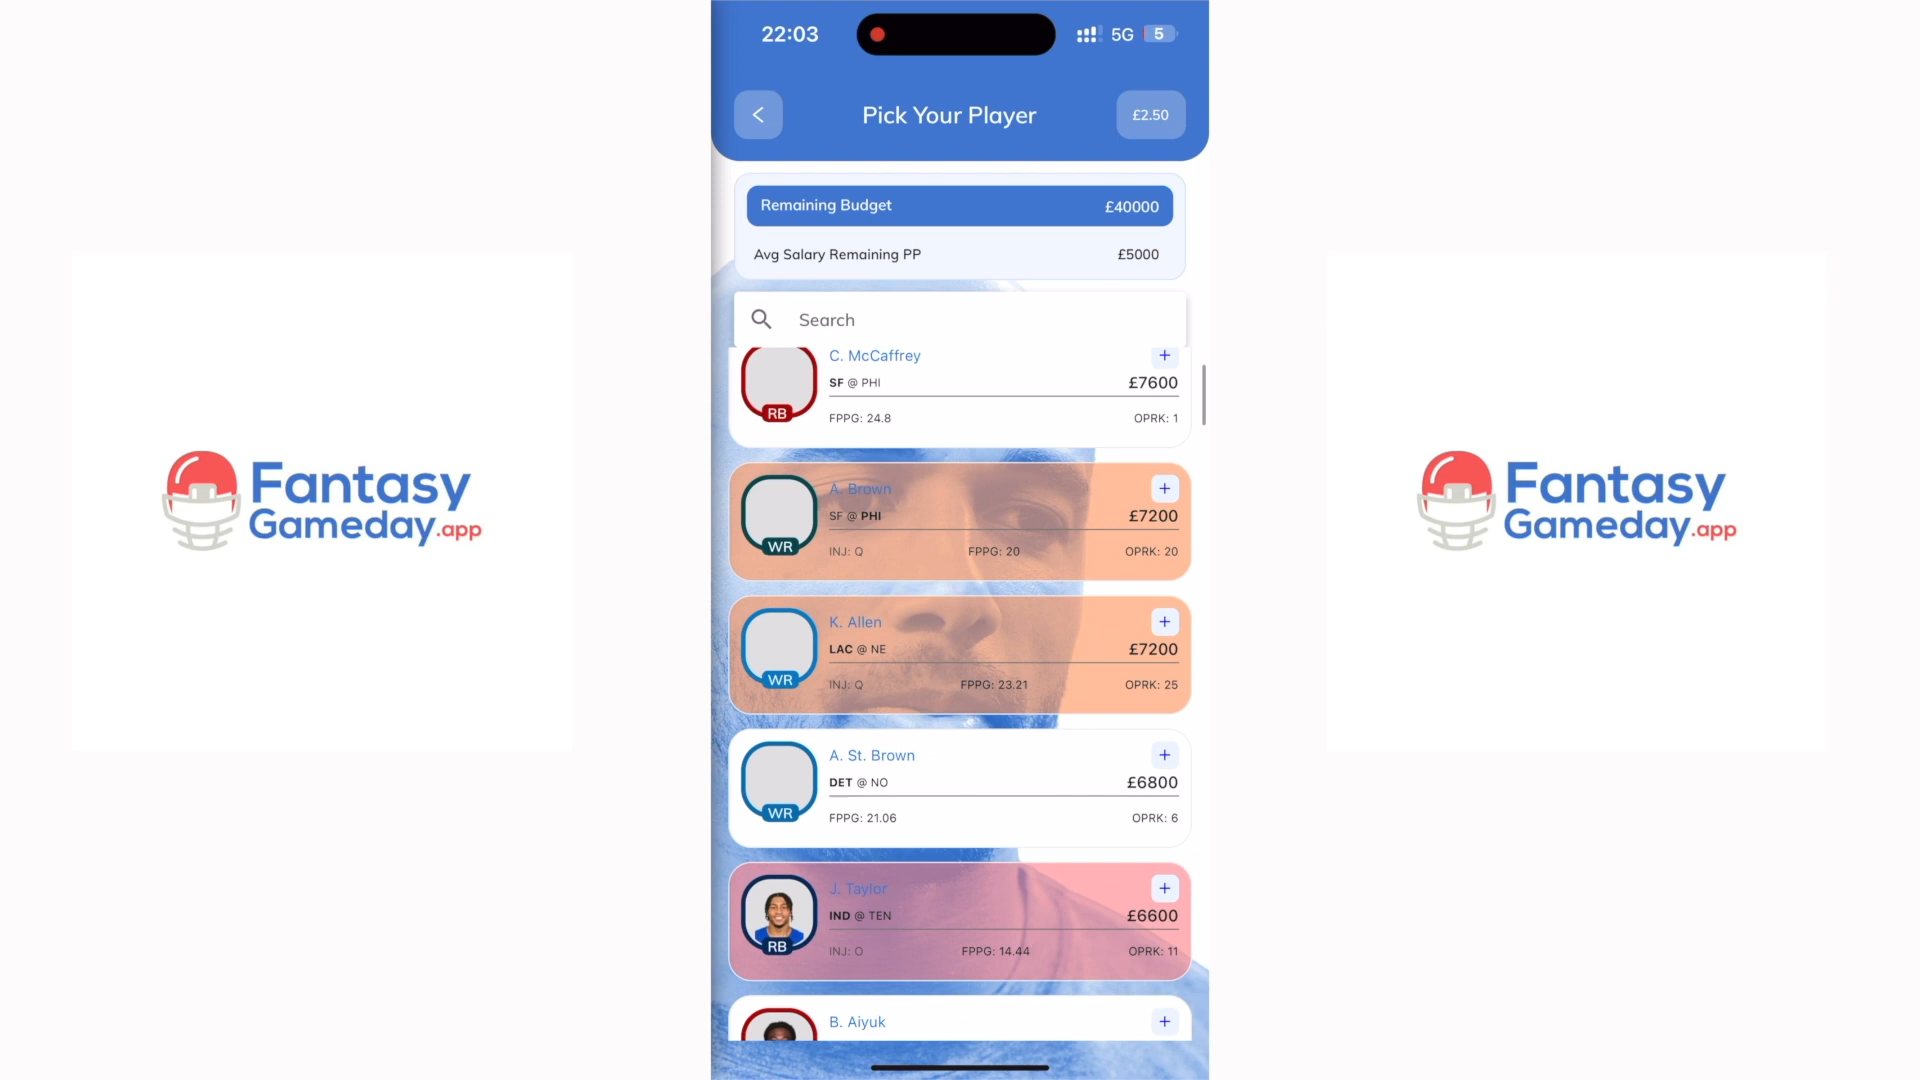 22:03
5G
5
Pick Your Player
£2.50
Remaining Budget
£40000
Avg Salary Remaining PP
£5000
Search
C. McCaffrey
SF @ PHI
£7600
RB
FPPG: 24.8
OPRK: 1
A. Brown
SF @ PHI
£7200
WR
INJ: Q
FPPG: 20
OPRK: 20
K. Allen
LAC @ NE
£7200
WR
INJ: Q
FPPG: 23.21
OPRK: 25
A. St. Brown
DET @ NO
£6800
WR
FPPG: 21.06
OPRK: 6
J. Taylor
IND @ TEN
£6600
RB
INJ: O
FPPG: 14.44
OPRK: 11
B. Aiyuk
Fantasy
Gameday.app
Fantasy
Gameday.app